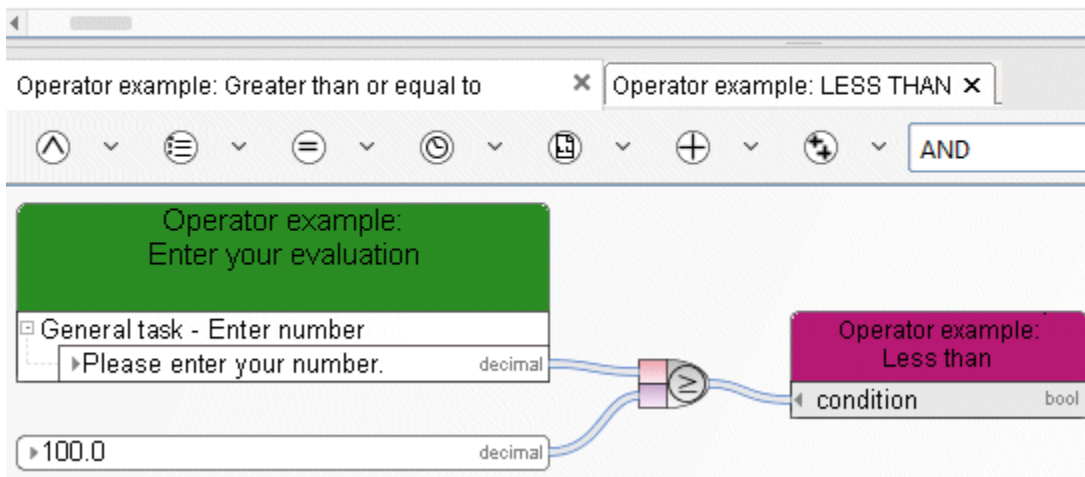 Operator example: Greater than or equal to
Operator example: LESS THAN
AND
Operator example:
Enter your evaluation
General task - Enter number
Please enter your number. decimal
100.0 decimal
≥
Operator example:
Less than
condition bool